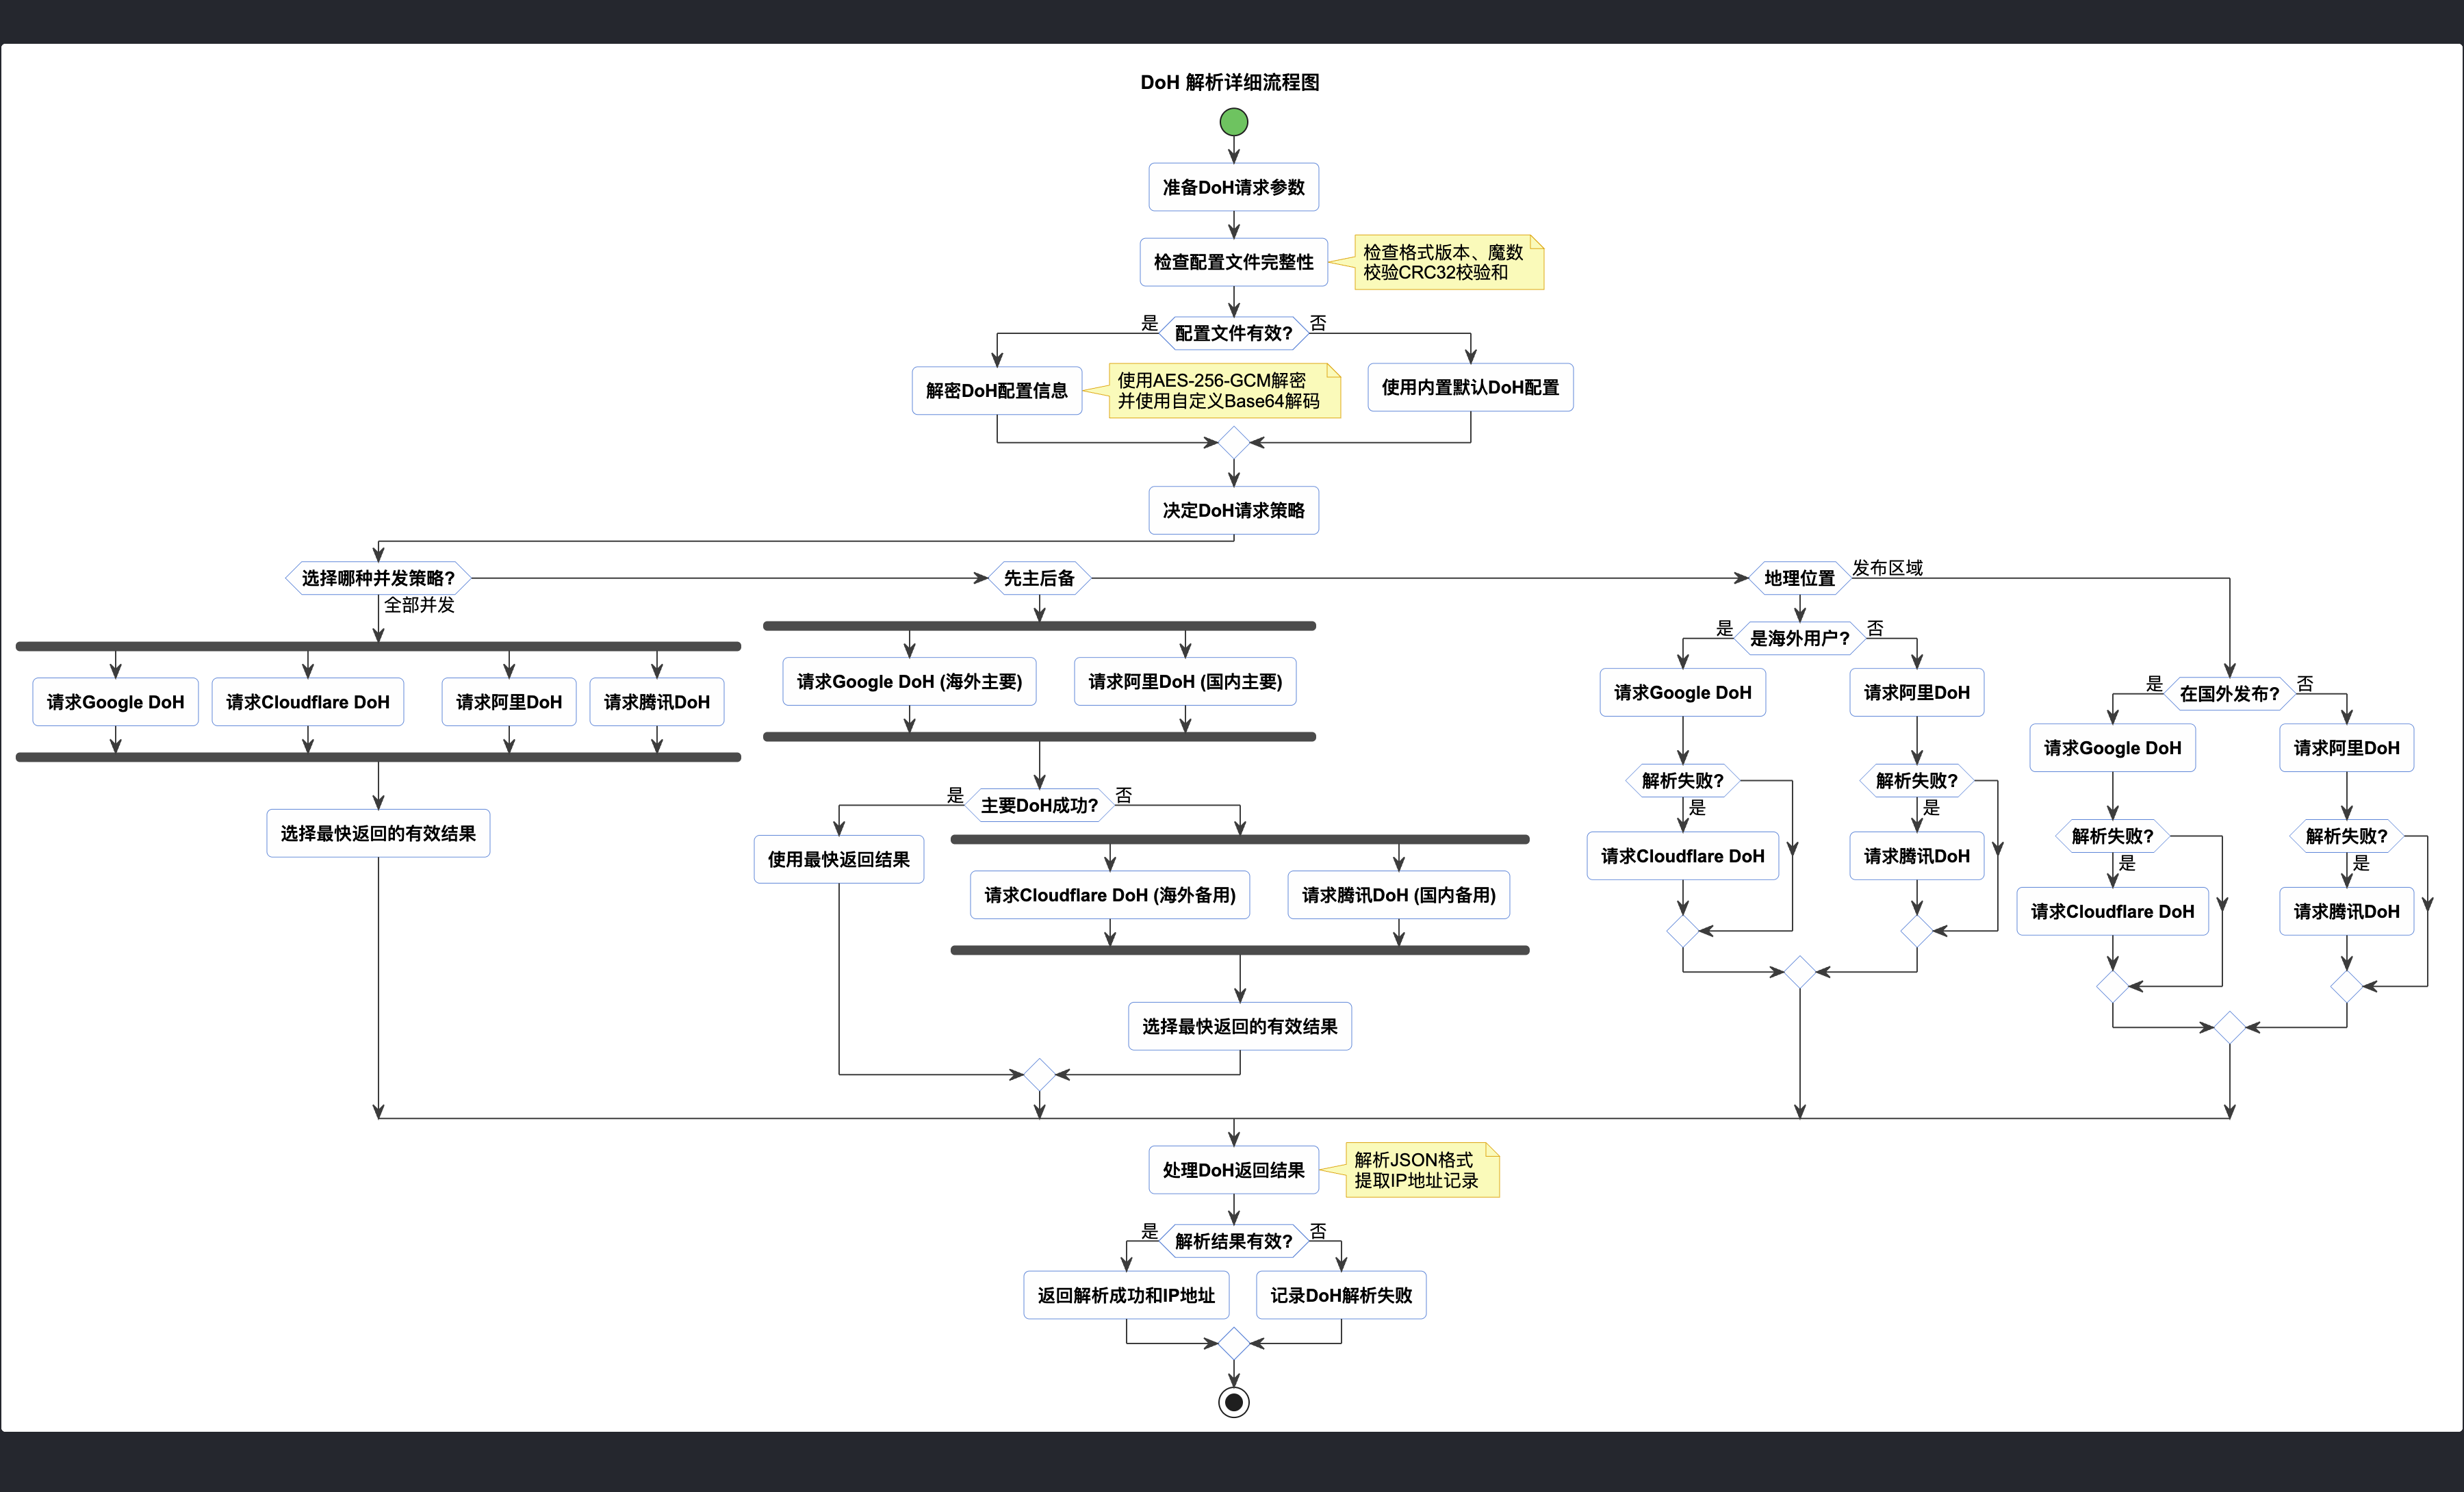 DoH 解析详细流程图
准备DoH请求参数
检查配置文件完整性
检查格式版本、魔数
校验CRC32校验和
是
配置文件有效?
否
解密DoH配置信息
使用AES-256-GCM解密
并使用自定义Base64解码
使用内置默认DoH配置
决定DoH请求策略
选择哪种并发策略?
全部并发
先主后备
地理位置
发布区域
请求Google DoH
请求Cloudflare DoH
请求阿里DoH
请求腾讯DoH
选择最快返回的有效结果
请求Google DoH (海外主要)
请求阿里DoH (国内主要)
是
主要DoH成功?
否
使用最快返回结果
请求Cloudflare DoH (海外备用)
请求腾讯DoH (国内备用)
选择最快返回的有效结果
是
是海外用户?
否
请求Google DoH
请求阿里DoH
解析失败?
是
解析失败?
是
请求Cloudflare DoH
请求腾讯DoH
是
在国外发布?
否
请求Google DoH
请求阿里DoH
解析失败?
是
解析失败?
是
请求Cloudflare DoH
请求腾讯DoH
处理DoH返回结果
解析JSON格式
提取IP地址记录
是
解析结果有效?
否
返回解析成功和IP地址
记录DoH解析失败